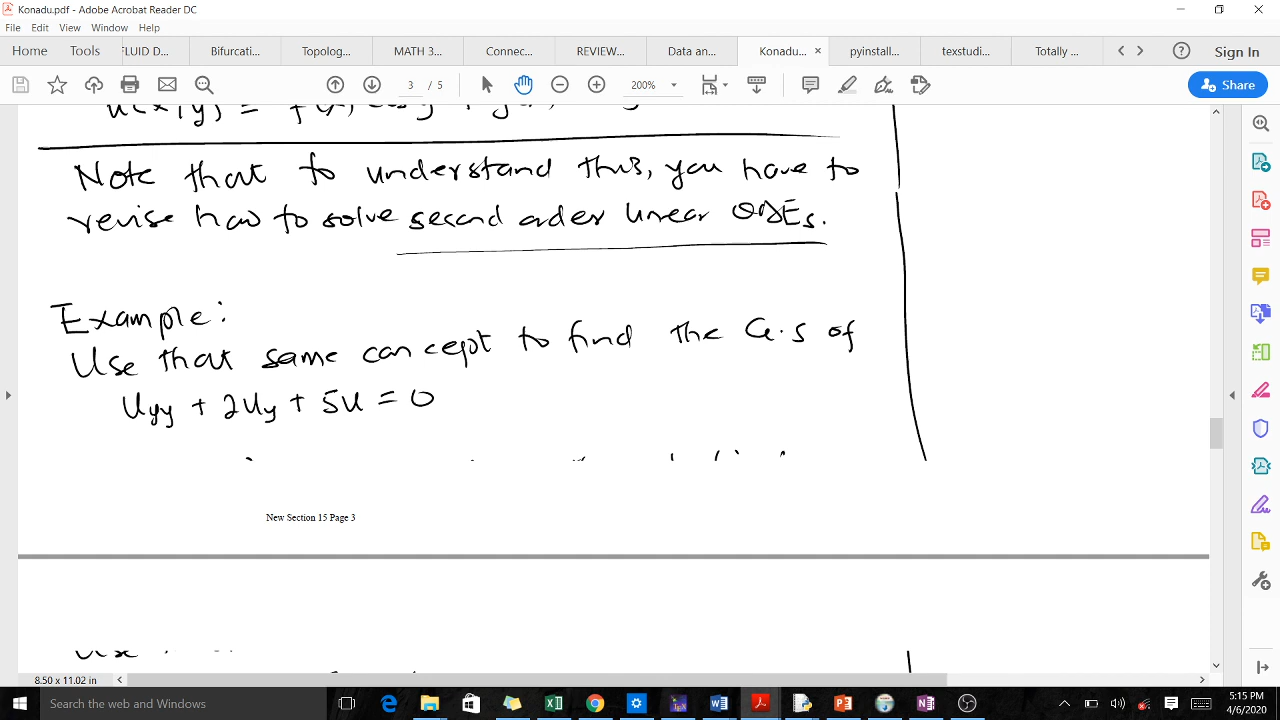 Konadu.pdf - Adobe Acrobat Reader DC
File Edit View Window Help
Home Tools FLUID D... Bifurcati... Topolog... MATH 3... Connec... REVIEW... Data an... Konadu... × pyinstall... texstudi... Totally ... Sign In
3 / 5 200% Share
u(x,y) =
Note that to understand this, you have to
revise how to solve second order linear ODEs.
Example:
Use that same concept to find the G.S of
Uyy + 2Uy + 5U = 0
New Section 15 Page 3
8.50 x 11.02 in
Search the web and Windows
5:15 PM
4/6/2020